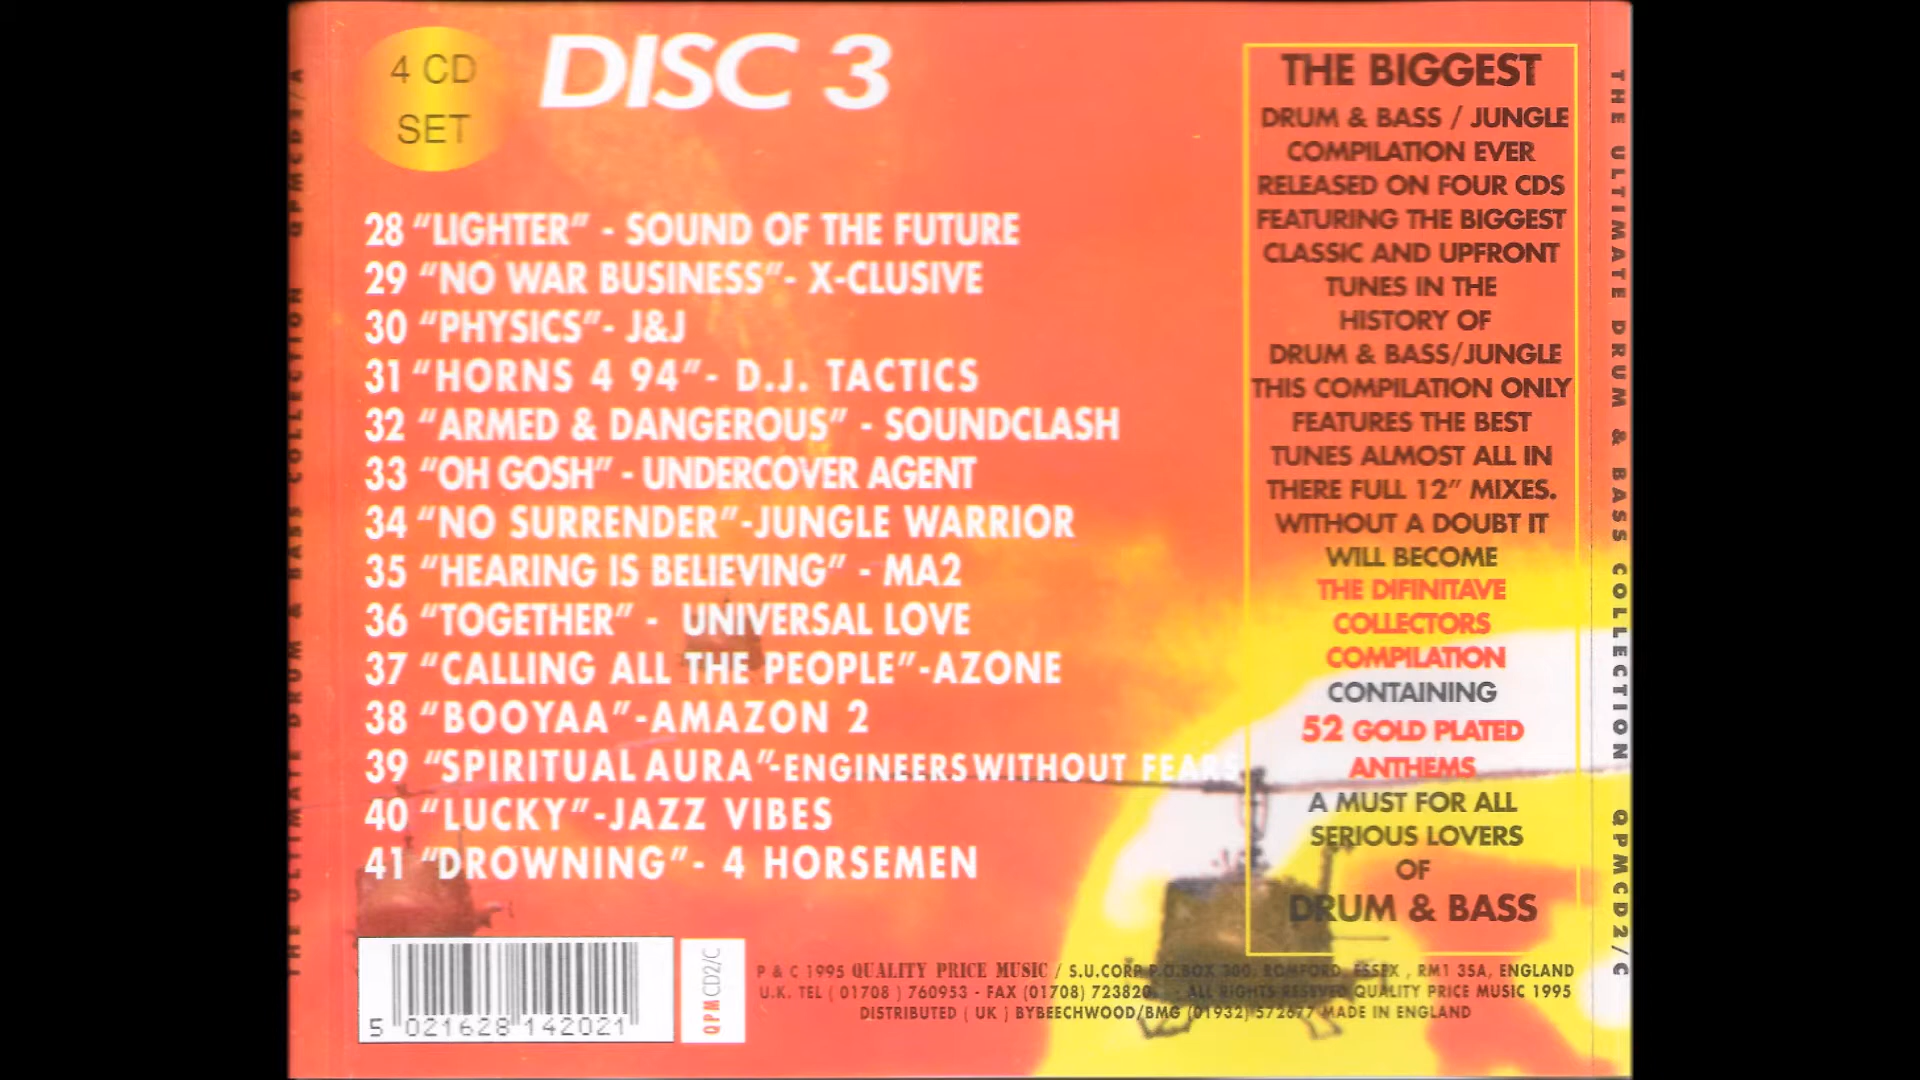 4 CD
SET
DISC 3
28 “LIGHTER” - SOUND OF THE FUTURE
29 “NO WAR BUSINESS”- X-CLUSIVE
30 “PHYSICS”- J&J
31 “HORNS 4 94”- D.J. TACTICS
32 “ARMED & DANGEROUS” - SOUNDCLASH
33 “OH GOSH” - UNDERCOVER AGENT
34 “NO SURRENDER”-JUNGLE WARRIOR
35 “HEARING IS BELIEVING” - MA2
36 “TOGETHER” - UNIVERSAL LOVE
37 “CALLING ALL THE PEOPLE”-AZONE
38 “BOOYAA”-AMAZON 2
39 “SPIRITUAL AURA”-ENGINEERS WITHOUT FEARS
40 “LUCKY”-JAZZ VIBES
41 “DROWNING”- 4 HORSEMEN
THE BIGGEST
DRUM & BASS / JUNGLE
COMPILATION EVER
RELEASED ON FOUR CDS
FEATURING THE BIGGEST
CLASSIC AND UPFRONT
TUNES IN THE
HISTORY OF
DRUM & BASS/JUNGLE
THIS COMPILATION ONLY
FEATURES THE BEST
TUNES ALMOST ALL IN
THERE FULL 12” MIXES.
WITHOUT A DOUBT IT
WILL BECOME
THE DIFINITAVE
COLLECTORS
COMPILATION
CONTAINING
52 GOLD PLATED
ANTHEMS
A MUST FOR ALL
SERIOUS LOVERS
OF
DRUM & BASS
5 021628 142021
QPMCD2/C
P & C 1995 QUALITY PRICE MUSIC / S.U.CORP P.O.BOX 300, ROMFORD, ESSEX , RM1 3SA, ENGLAND
U.K. TEL ( 01708 ) 760953 - FAX (01708) 723820. - ALL RIGHTS RESEVED QUALITY PRICE MUSIC 1995
DISTRIBUTED ( UK ) BYBEECHWOOD/BMG (01932) 572677 MADE IN ENGLAND
THE ULTIMATE DRUM & BASS COLLECTION QPMCD2/A
THE ULTIMATE DRUM & BASS COLLECTION QPMCD2/C